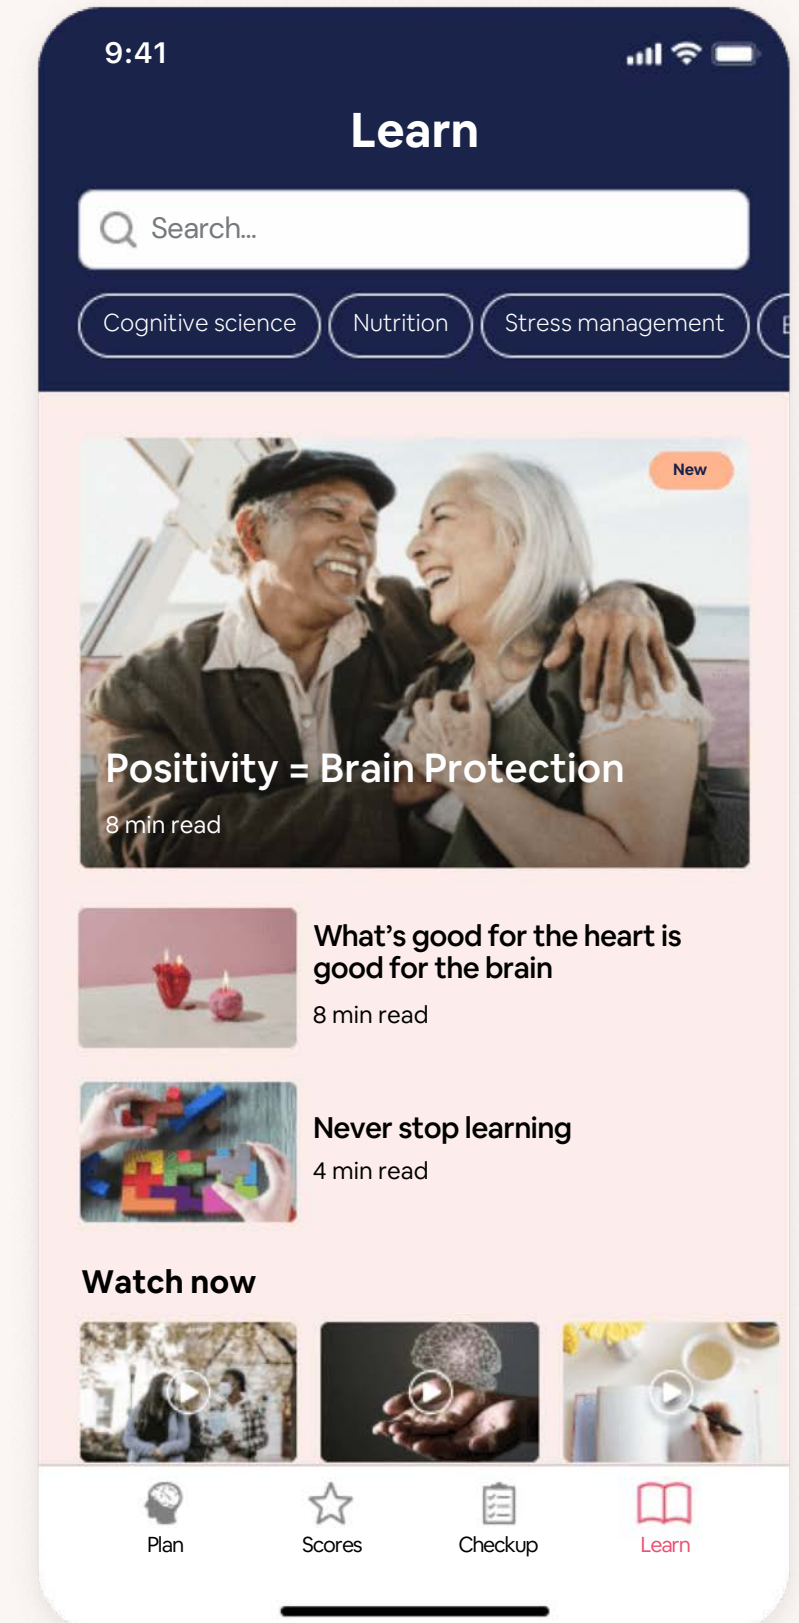 9:41
Learn
Search...
Cognitive science
Nutrition
Stress management
New
Positivity = Brain Protection
8 min read
What's good for the heart is
good for the brain
8 min read
Never stop learning
4 min read
Watch now
Plan
Scores
Checkup
Learn